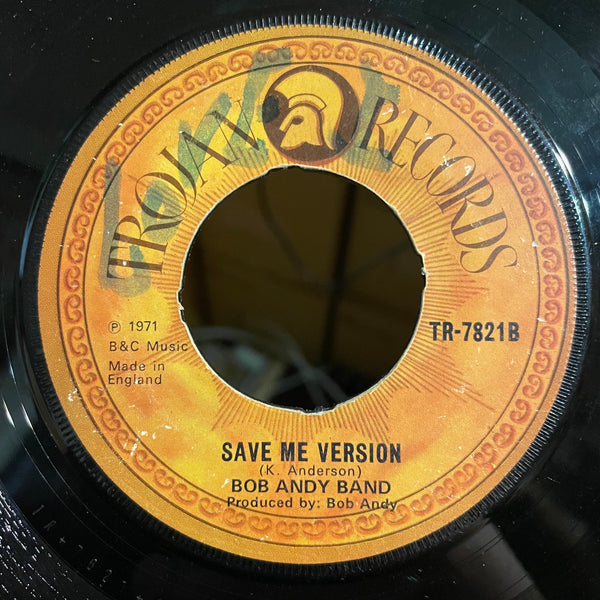 TROJAN RECORDS
℗ 1971
B&C Music
Made in
England
TR-7821B
SAVE ME VERSION
(K. Anderson)
BOB ANDY BAND
Produced by: Bob Andy